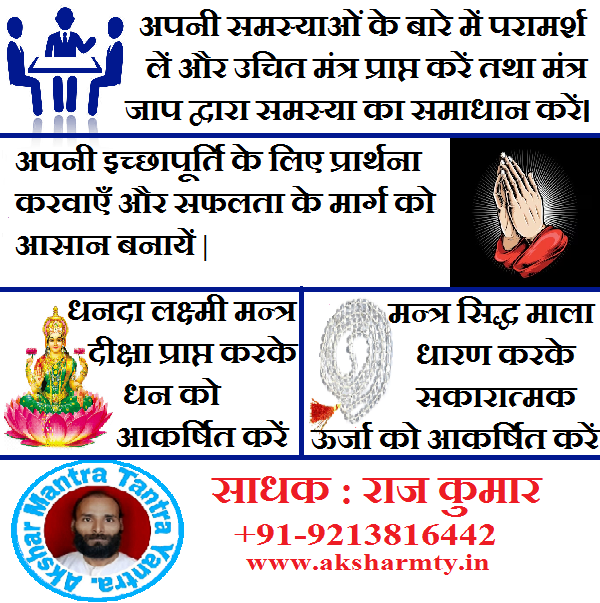 अपनी समस्याओं के बारे में परामर्श
लें और उचित मंत्र प्राप्त करें तथा मंत्र
जाप द्वारा समस्या का समाधान करें।
अपनी इच्छापूर्ति के लिए प्रार्थना
करवाएँ और सफलता के मार्ग को
आसान बनायें |
धनदा लक्ष्मी मन्त्र
दीक्षा प्राप्त करके
धन को
आकर्षित करें
मन्त्र सिद्ध माला
धारण करके
सकारात्मक
ऊर्जा को आकर्षित करें
Akshar Mantra Tantra Yantra.
साधक : राज कुमार
+91-9213816442
www.aksharmty.in